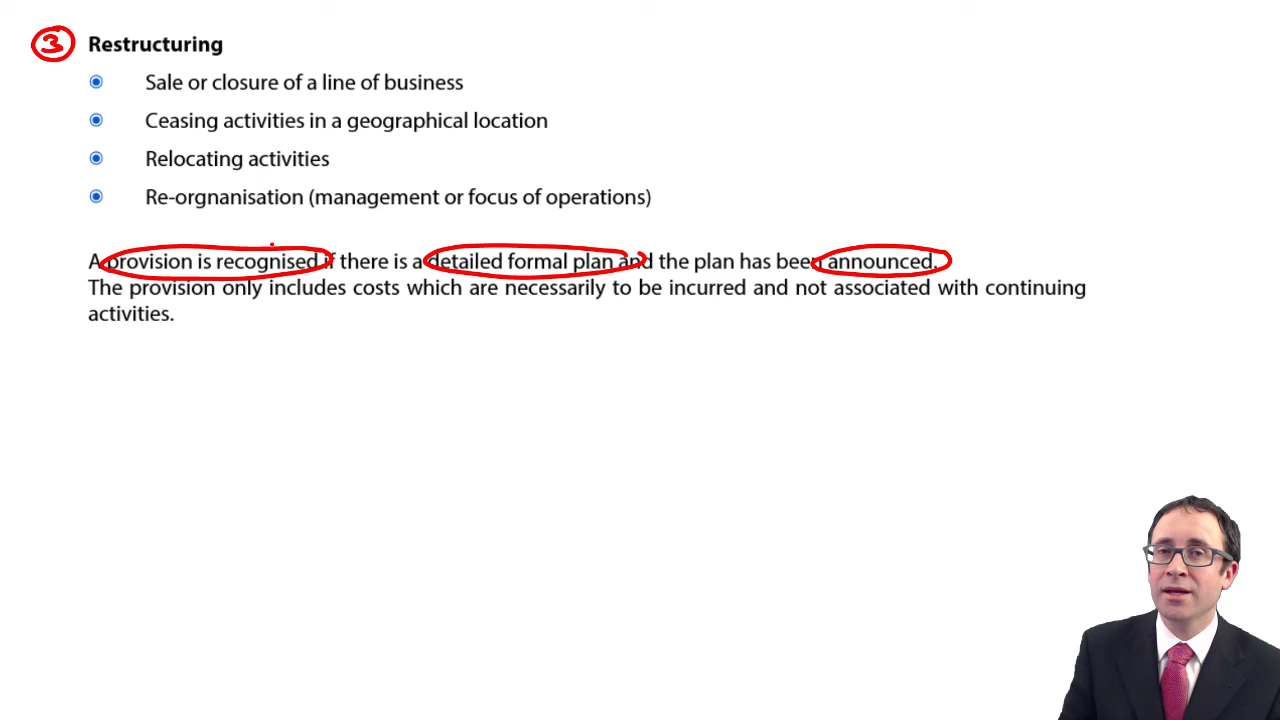 3 Restructuring
Sale or closure of a line of business
Ceasing activities in a geographical location
Relocating activities
Re-orgnanisation (management or focus of operations)
A provision is recognised if there is a detailed formal plan and the plan has been announced.
The provision only includes costs which are necessarily to be incurred and not associated with continuing
activities.